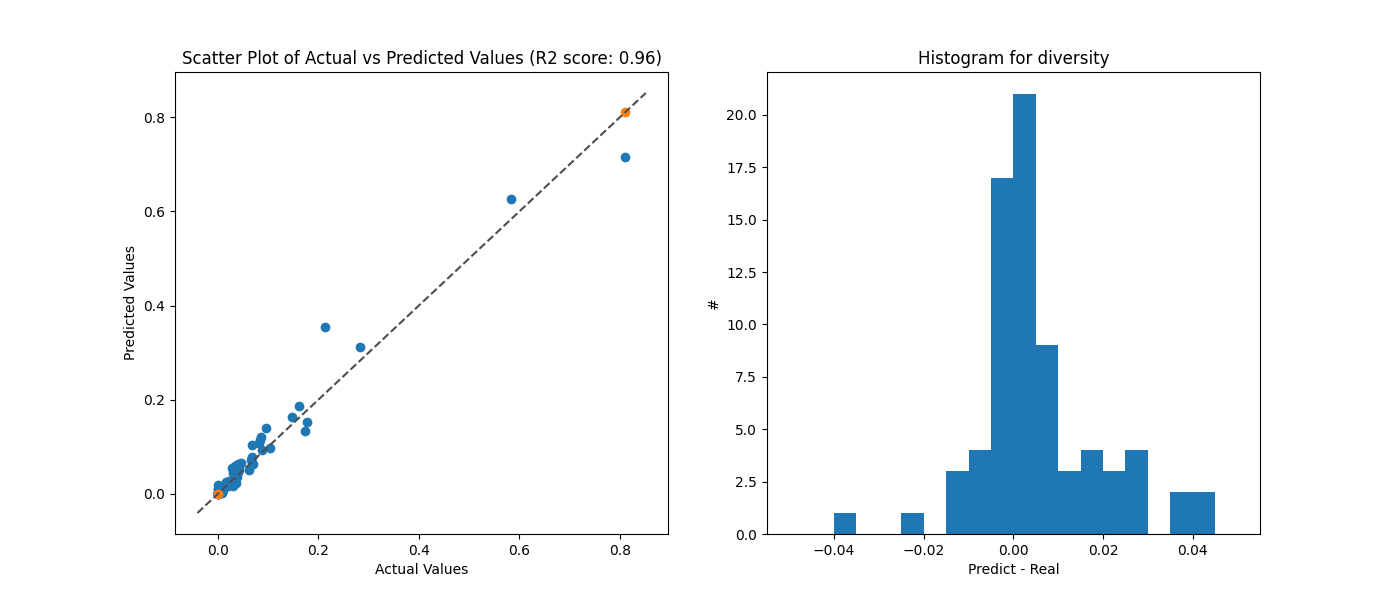 Scatter Plot of Actual vs Predicted Values (R2 score: 0.96)
0.8
0.6
0.4
0.2
0.0
Predicted Values
0.0 0.2 0.4 0.6 0.8
Actual Values
Histogram for diversity
20.0
17.5
15.0
12.5
10.0
7.5
5.0
2.5
0.0
#
−0.04 −0.02 0.00 0.02 0.04
Predict - Real